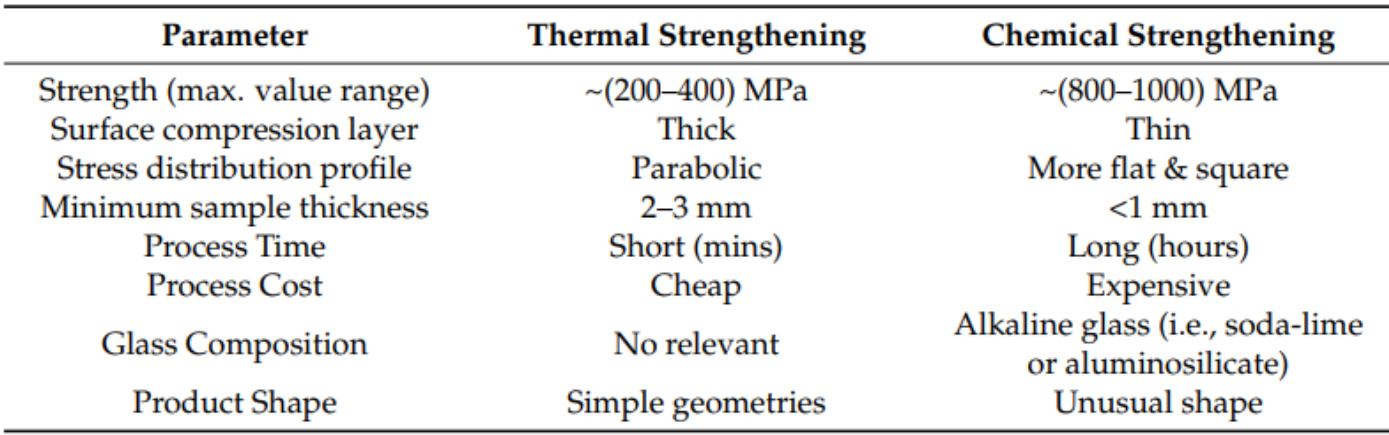 Parameter Thermal Strengthening Chemical Strengthening
Strength (max. value range) ~(200–400) MPa ~(800–1000) MPa
Surface compression layer Thick Thin
Stress distribution profile Parabolic More flat & square
Minimum sample thickness 2–3 mm <1 mm
Process Time Short (mins) Long (hours)
Process Cost Cheap Expensive
Glass Composition No relevant Alkaline glass (i.e., soda-lime
or aluminosilicate)
Product Shape Simple geometries Unusual shape